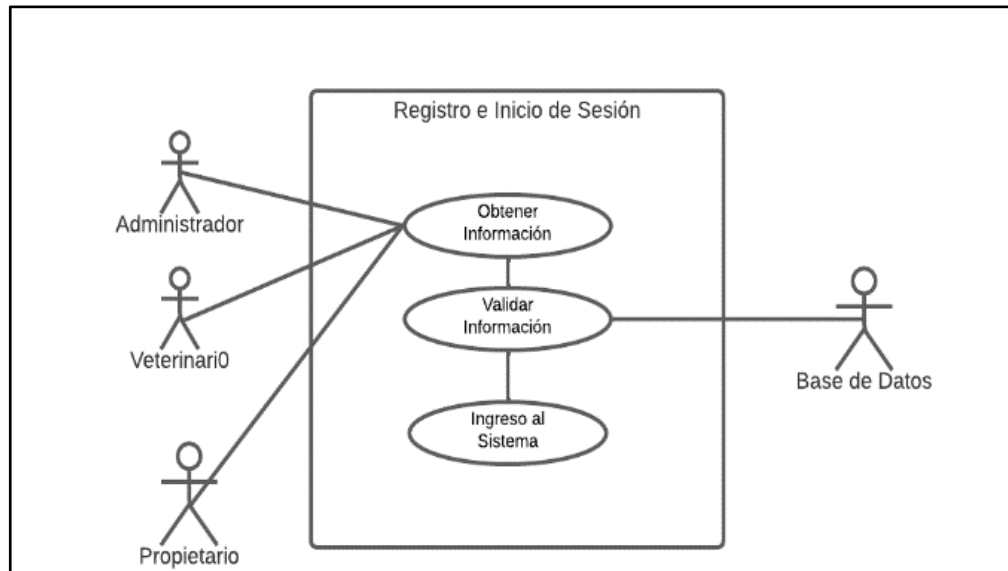 Registro e Inicio de Sesión
Administrador
Obtener
Información
Veterinari0
Validar
Información
Base de Datos
Ingreso al
Sistema
Propietario